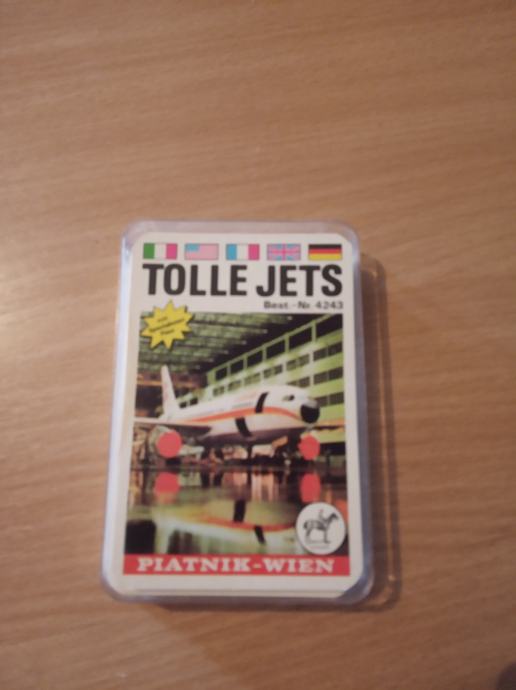 TOLLE JETS
Best.-Nr. 4243
PIATNIK-WIEN